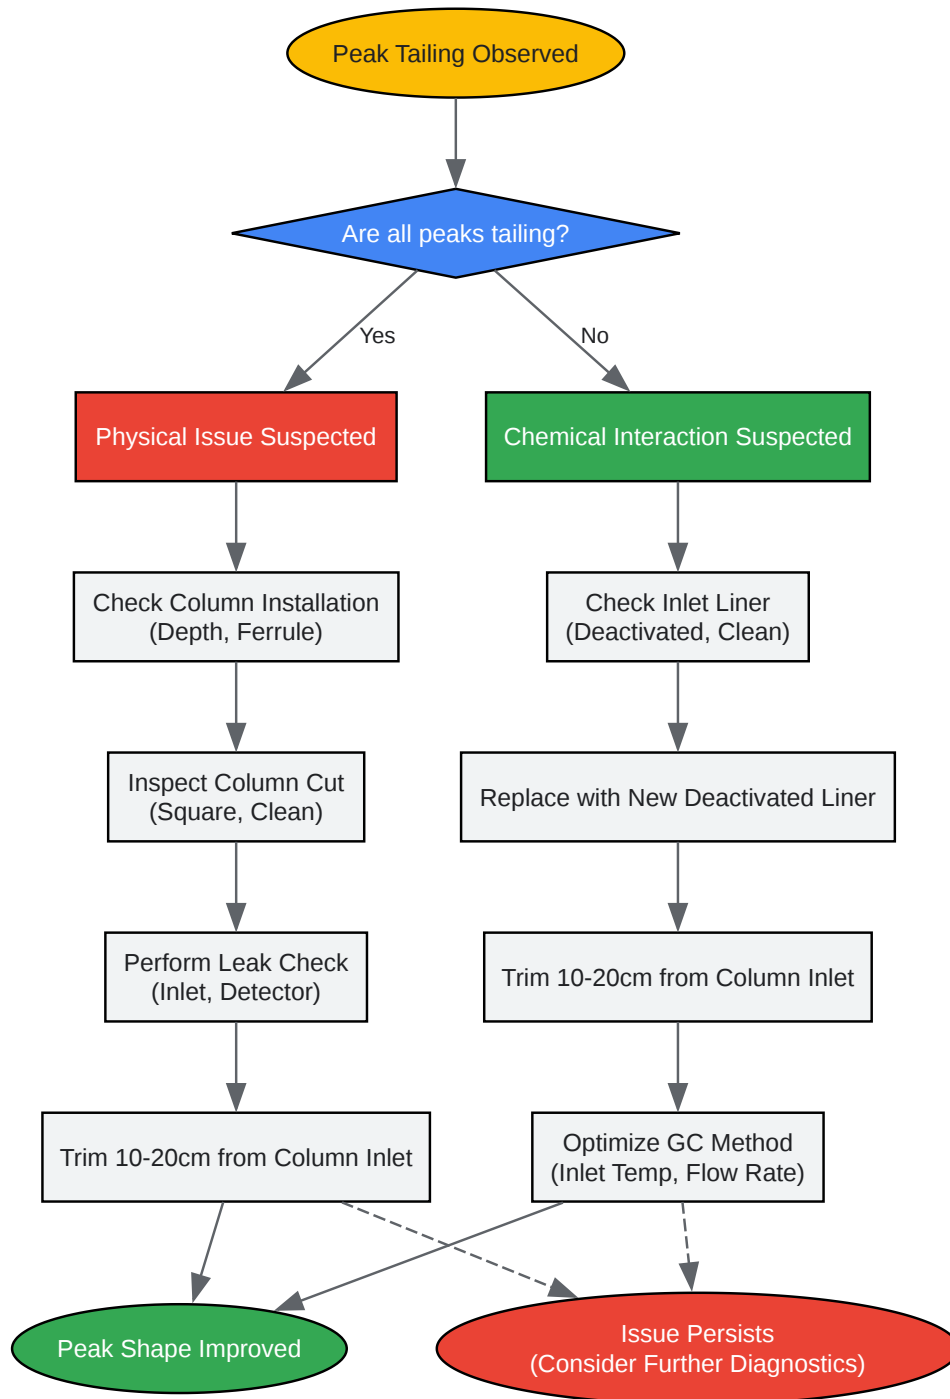 Peak Tailing Observed
Are all peaks tailing?
Yes
No
Physical Issue Suspected
Chemical Interaction Suspected
Check Column Installation
(Depth, Ferrule)
Check Inlet Liner
(Deactivated, Clean)
Inspect Column Cut
(Square, Clean)
Replace with New Deactivated Liner
Perform Leak Check
(Inlet, Detector)
Trim 10-20cm from Column Inlet
Trim 10-20cm from Column Inlet
Optimize GC Method
(Inlet Temp, Flow Rate)
Peak Shape Improved
Issue Persists
(Consider Further Diagnostics)